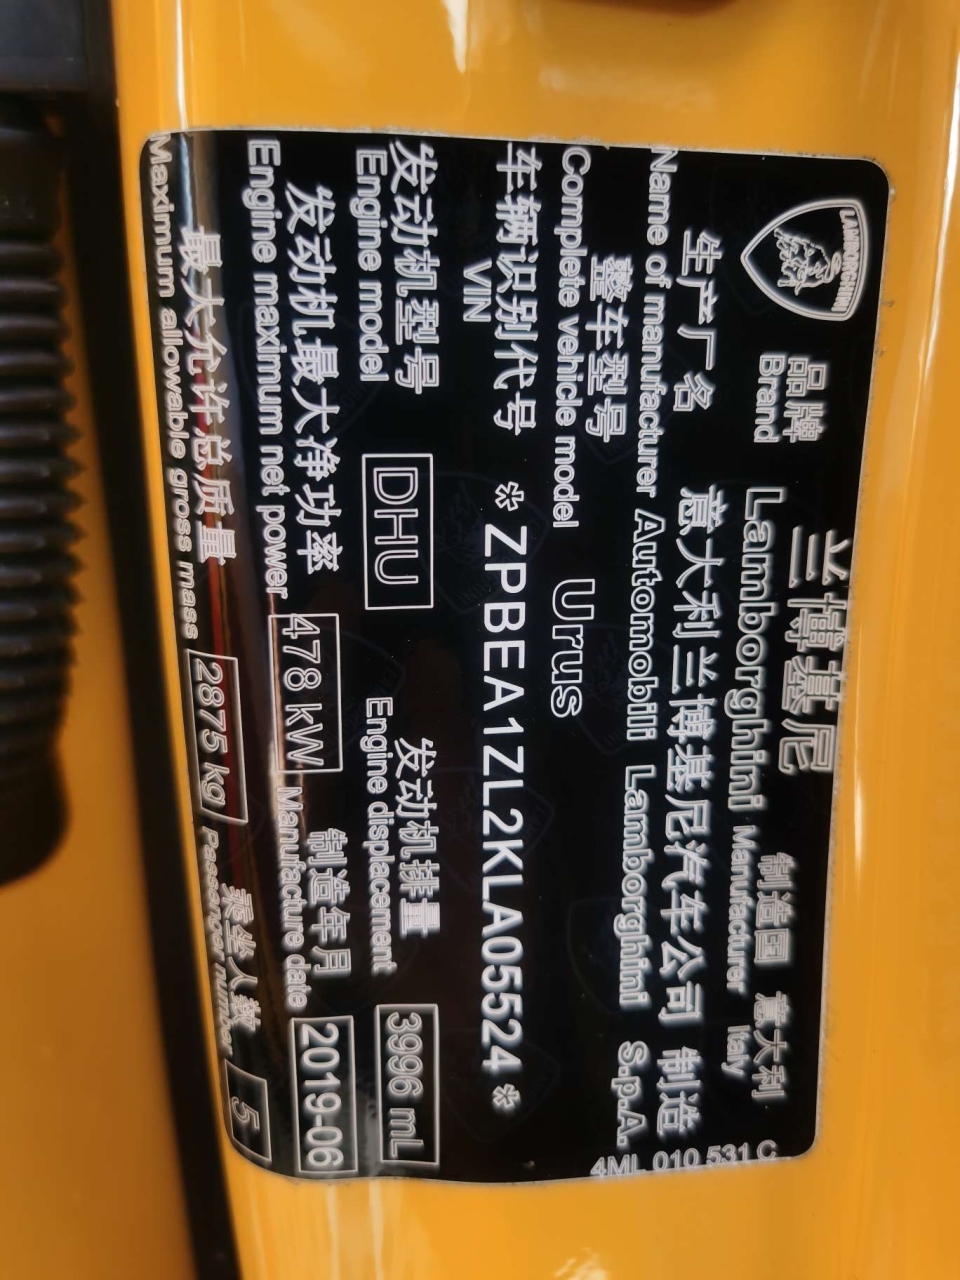 LAMBORGHINI
品牌 兰博基尼 制造国 意大利
Brand Lamborghini Manufacturer Italy
生产厂名 意大利兰博基尼汽车公司 制造
Name of manufacturer Automobili Lamborghini S.p.A.
整车型号
Complete vehicle model Urus
车辆识别代号
VIN * ZPBEA1ZL2KLA05524 *
发动机型号 DHU 发动机排量 3996 mL
Engine model Engine displacement
发动机最大净功率 478 kW 制造年月 2019-06
Engine maximum net power Manufacture date
最大允许总质量 2875 kg 乘坐人数 5
Maximum allowable gross mass Passenger number
4ML 010 531 C